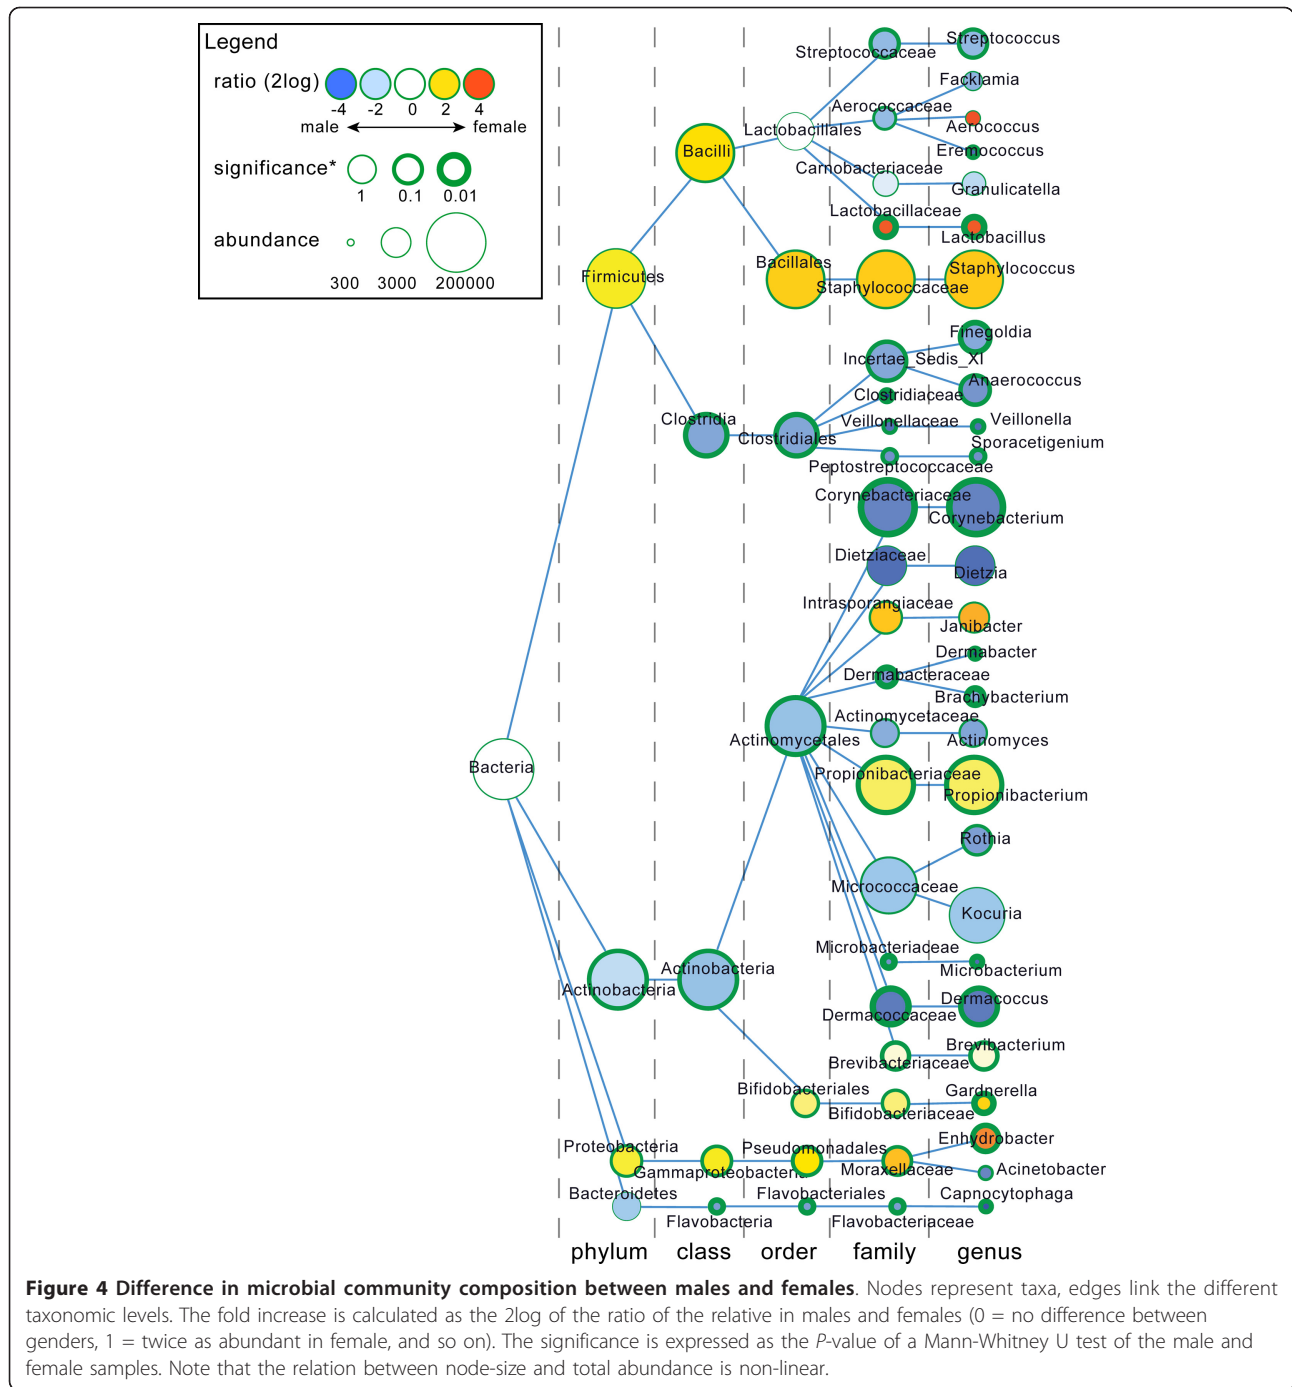 Legend
ratio (2log)
-4 -2 0 2 4
male female
significance*
1 0.1 0.01
abundance
300 3000 200000
Streptococcaceae
Streptococcus
Facklamia
Aerococcaceae
Aerococcus
Lactobacillales
Eremococcus
Bacilli
Carnobacteriaceae
Granulicatella
Lactobacillaceae
Lactobacillus
Firmicutes
Bacillales
Staphylococcaceae
Staphylococcus
Finegoldia
Incertae_Sedis_XI
Anaerococcus
Clostridiaceae
Clostridia
Clostridiales
Veillonellaceae
Veillonella
Sporacetigenium
Peptostreptococcaceae
Corynebacteriaceae
Corynebacterium
Dietziaceae
Dietzia
Intrasporangiaceae
Janibacter
Dermabacter
Dermabacteraceae
Brachybacterium
Actinomycetaceae
Actinomycetales
Actinomyces
Bacteria
Propionibacteriaceae
Propionibacterium
Rothia
Micrococcaceae
Kocuria
Microbacteriaceae
Microbacterium
Actinobacteria
Actinobacteria
Dermacoccus
Dermacoccaceae
Brevibacterium
Brevibacteriaceae
Bifidobacteriales
Bifidobacteriaceae
Gardnerella
Enhydrobacter
Proteobacteria
Gammaproteobacteri
Pseudomonadales
Moraxellaceae
Acinetobacter
Bacteroidetes
Flavobacteria
Flavobacteriales
Flavobacteriaceae
Capnocytophaga
phylum class order family genus
Figure 4 Difference in microbial community composition between males and females. Nodes represent taxa, edges link the different
taxonomic levels. The fold increase is calculated as the 2log of the ratio of the relative in males and females (0 = no difference between
genders, 1 = twice as abundant in female, and so on). The significance is expressed as the P-value of a Mann-Whitney U test of the male and
female samples. Note that the relation between node-size and total abundance is non-linear.